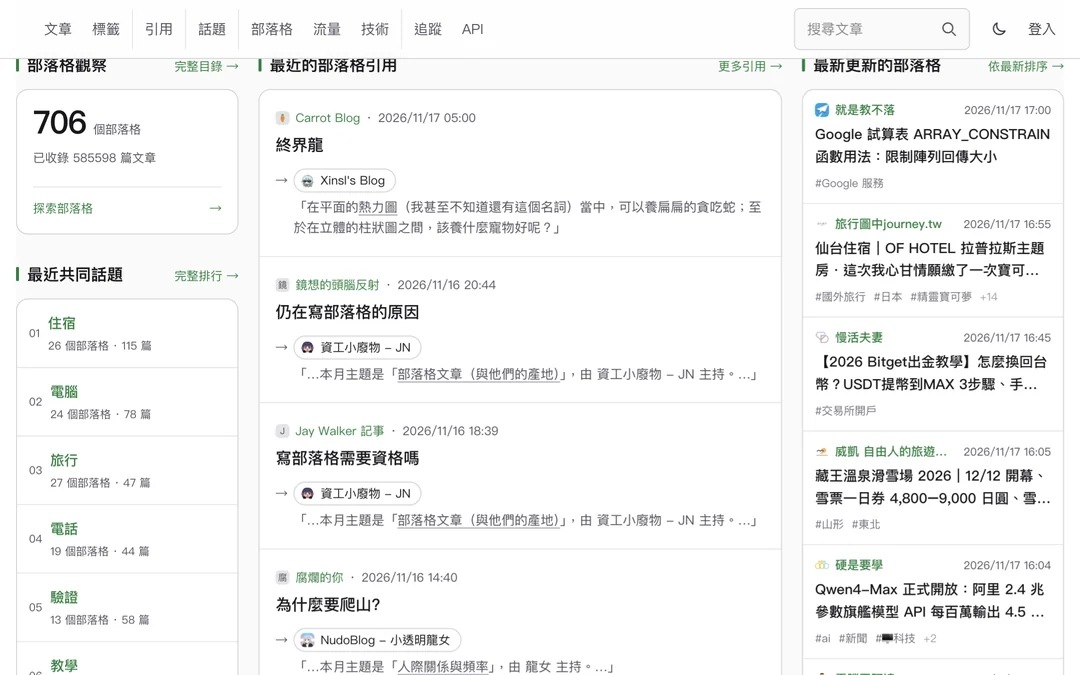 文章 標籤 引用 話題 部落格 流量 技術 追蹤 API 搜尋文章 登入
部落格觀察 完整目錄 →
706 個部落格
已收錄 585598 篇文章
探索部落格 →
最近共同話題 完整排行 →
01 住宿
26 個部落格 · 115 篇
02 電腦
24 個部落格 · 78 篇
03 旅行
27 個部落格 · 47 篇
04 電話
19 個部落格 · 44 篇
05 驗證
13 個部落格 · 58 篇
教學
最近的部落格引用 更多引用 →
Carrot Blog · 2026/11/17 05:00
終界龍
→ Xinsl's Blog
「在平面的熱力圖（我甚至不知道還有這個名詞）當中，可以養扁扁的貪吃蛇；至
於在立體的柱狀圖之間，該養什麼寵物好呢？」
鏡 鏡想的頭腦反射 · 2026/11/16 20:44
仍在寫部落格的原因
→ 資工小廢物 – JN
「…本月主題是「部落格文章（與他們的產地）」，由 資工小廢物 – JN 主持。…」
J Jay Walker 記事 · 2026/11/16 18:39
寫部落格需要資格嗎
→ 資工小廢物 – JN
「…本月主題是「部落格文章（與他們的產地）」，由 資工小廢物 – JN 主持。…」
腐 腐爛的你 · 2026/11/16 14:40
為什麼要爬山?
→ NudoBlog - 小透明龍女
「…本月主題是「人際關係與頻率」，由 龍女 主持。…」
最新更新的部落格 依最新排序 →
就是教不落 2026/11/17 17:00
Google 試算表 ARRAY_CONSTRAIN
函數用法：限制陣列回傳大小
#Google 服務
旅行圖中journey.tw 2026/11/17 16:55
仙台住宿｜OF HOTEL 拉普拉斯主題
房．這次我心甘情願繳了一次寶可…
#國外旅行 #日本 #精靈寶可夢 +14
慢活夫妻 2026/11/17 16:45
【2026 Bitget出金教學】怎麼換回台
幣？USDT提幣到MAX 3步驟、手…
#交易所開戶
威凱 自由人的旅遊… 2026/11/17 16:05
藏王溫泉滑雪場 2026｜12/12 開幕、
雪票一日券 4,800–9,000 日圓、雪…
#山形 #東北
硬是要學 2026/11/17 16:04
Qwen4-Max 正式開放：阿里 2.4 兆
參數旗艦模型 API 每百萬輸出 4.5 …
#ai #新聞 #🖥️科技 +2